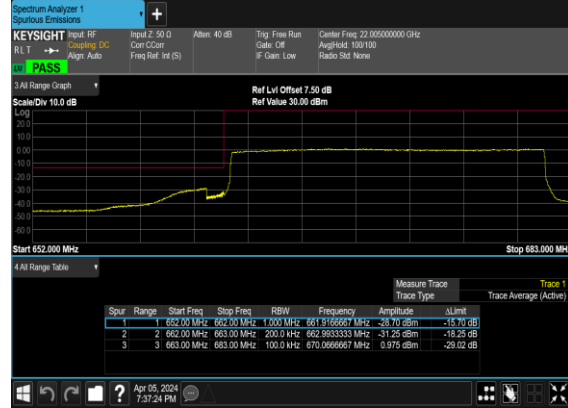 Spectrum Analyzer 1
Spurious Emissions
+
KEYSIGHT Input: RF Input Z: 50 Ω Atten: 40 dB Trig: Free Run Center Freq: 22.005000000 GHz
RLT Coupling: DC Corr CCorr Gate: Off Avg|Hold: 100/100
Align: Auto Freq Ref: Int (S) IF Gain: Low Radio Std: None
PASS
3 All Range Graph
Ref Lvl Offset 7.50 dB
Scale/Div 10.0 dB Ref Value 30.00 dBm
Log
20.0
10.0
0.00
-10.0
-20.0
-30.0
-40.0
-50.0
-60.0
Start 652.000 MHz Stop 683.000 MH
4 All Range Table
Measure Trace Trace 1
Trace Type Trace Average (Active)
Spur Range Start Freq Stop Freq RBW Frequency Amplitude ΔLimit
1 1 652.00 MHz 662.00 MHz 1.000 MHz 661.9166667 MHz -28.70 dBm -15.70 dB
2 2 662.00 MHz 663.00 MHz 200.0 kHz 662.9933333 MHz -31.25 dBm -18.25 dB
3 3 663.00 MHz 683.00 MHz 100.0 kHz 670.0666667 MHz 0.975 dBm -29.02 dB
? Apr 05, 2024
7:37:24 PM